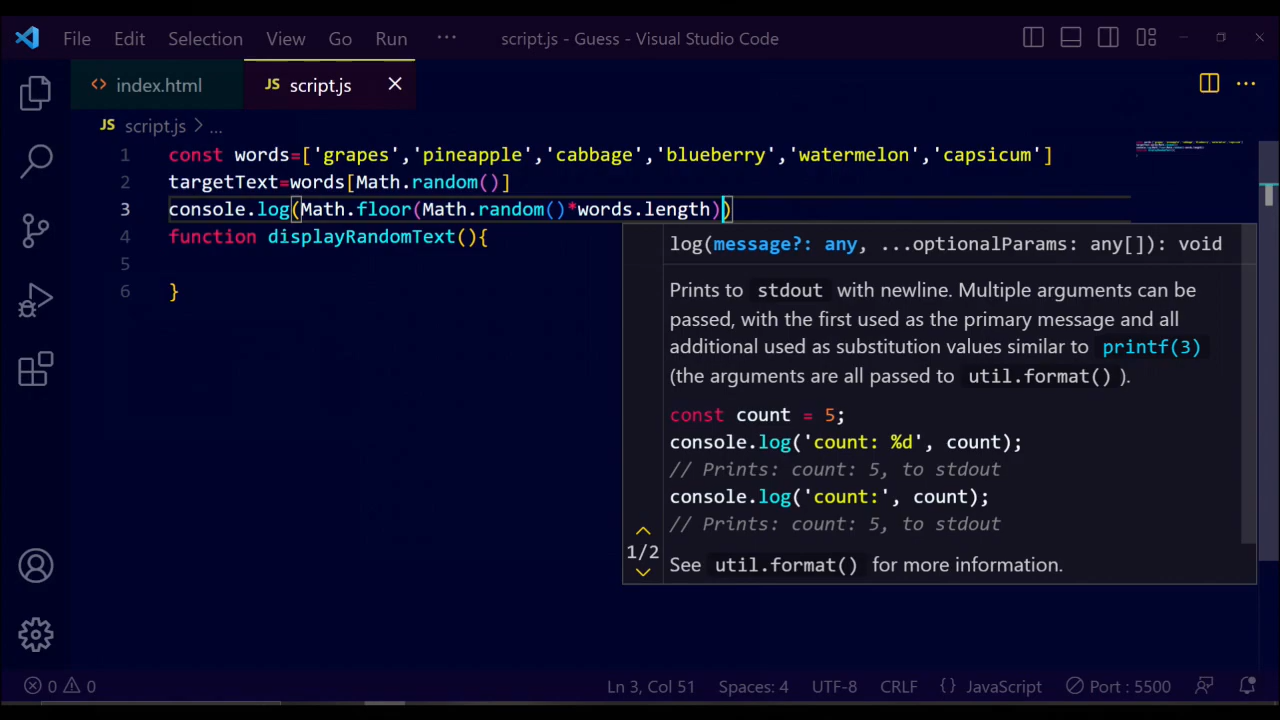 File Edit Selection View Go Run ··· script.js - Guess - Visual Studio Code
<> index.html JS script.js ×
JS script.js > ...
1 const words=['grapes','pineapple','cabbage','blueberry','watermelon','capsicum']
2 targetText=words[Math.random()]
3 console.log(Math.floor(Math.random()*words.length))
4 function displayRandomText(){
5
6 }
log(message?: any, ...optionalParams: any[]): void
Prints to stdout with newline. Multiple arguments can be
passed, with the first used as the primary message and all
additional used as substitution values similar to printf(3)
(the arguments are all passed to util.format() ).
const count = 5;
console.log('count: %d', count);
// Prints: count: 5, to stdout
console.log('count:', count);
// Prints: count: 5, to stdout
1/2
See util.format() for more information.
0 0 Ln 3, Col 51 Spaces: 4 UTF-8 CRLF {} JavaScript Port : 5500